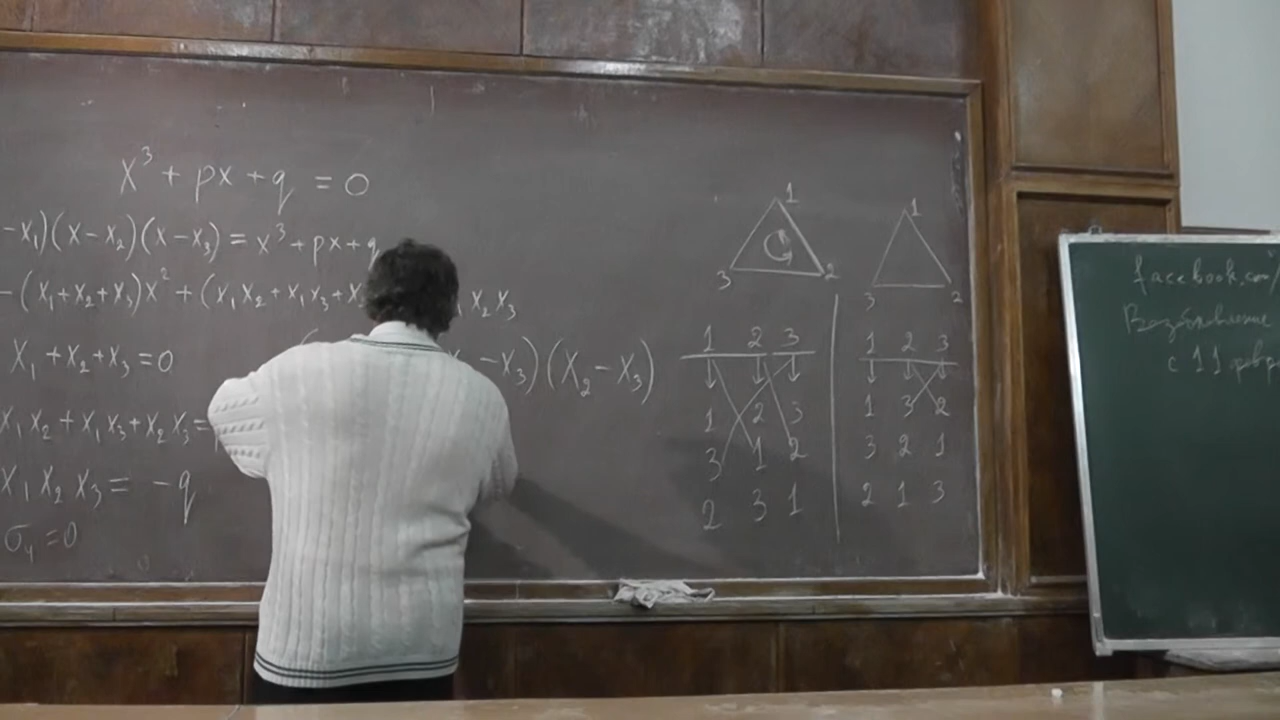 x³ + px + q = 0
-x₁)(x-x₂)(x-x₃) = x³ + px + q
-(x₁+x₂+x₃)x² + (x₁x₂+x₁x₃+x
x₂x₃
x₁+x₂+x₃=0
-x₃)(x₂-x₃)
x₁x₂+x₁x₃+x₂x₃=
x₁x₂x₃= -q
σ₄=0
1
3 2
1 2 3
1 2 3
3 1 2
2 3 1
1
3 2
1 2 3
1 3 2
3 2 1
2 1 3
facebook.com/
с 11